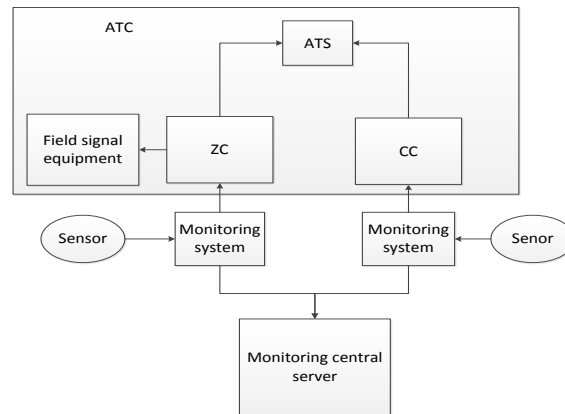 ATC
ATS
Field signal
equipment
ZC
CC
Sensor
Monitoring
system
Monitoring
system
Senor
Monitoring central
server